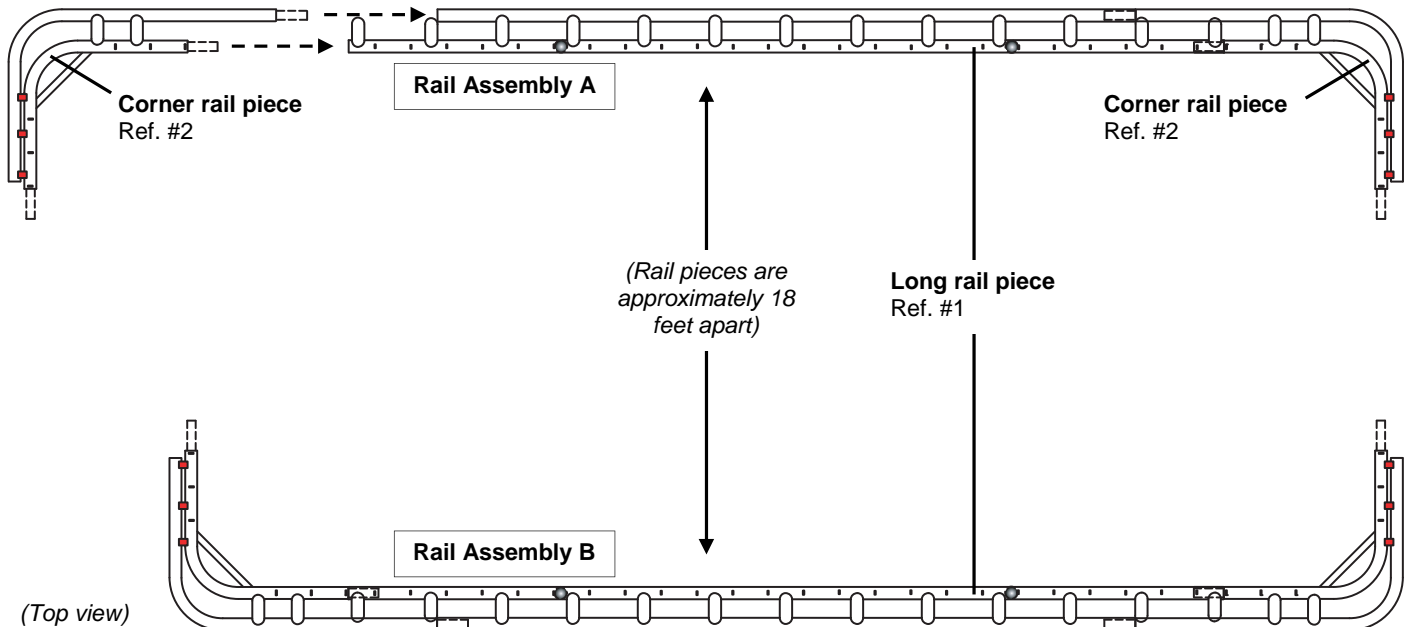 Rail Assembly A
Corner rail piece
Ref. #2
Corner rail piece
Ref. #2
(Rail pieces are
approximately 18
feet apart)
Long rail piece
Ref. #1
Rail Assembly B
(Top view)